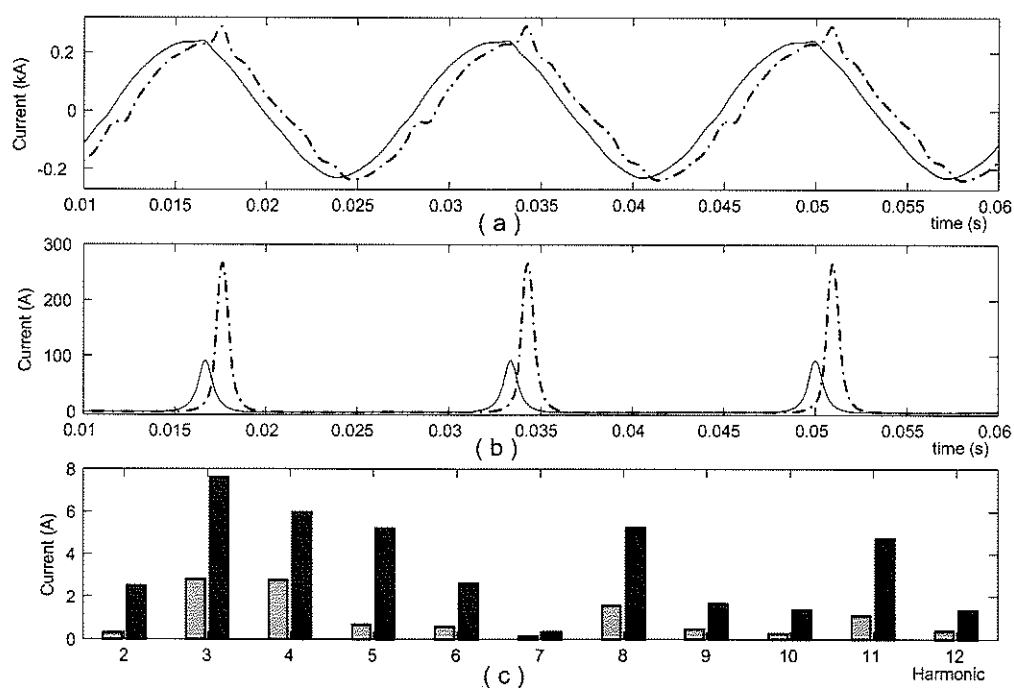 Current (kA)
0.2
0
-0.2
0.01 0.015 0.02 0.025 0.03 0.035 0.04 0.045 0.05 0.055 0.06
( a )
time (s)
Current (A)
300
200
100
0
0.01 0.015 0.02 0.025 0.03 0.035 0.04 0.045 0.05 0.055 0.06
( b )
time (s)
Current (A)
8
6
4
2
0
2 3 4 5 6 7 8 9 10 11 12
( c )
Harmonic